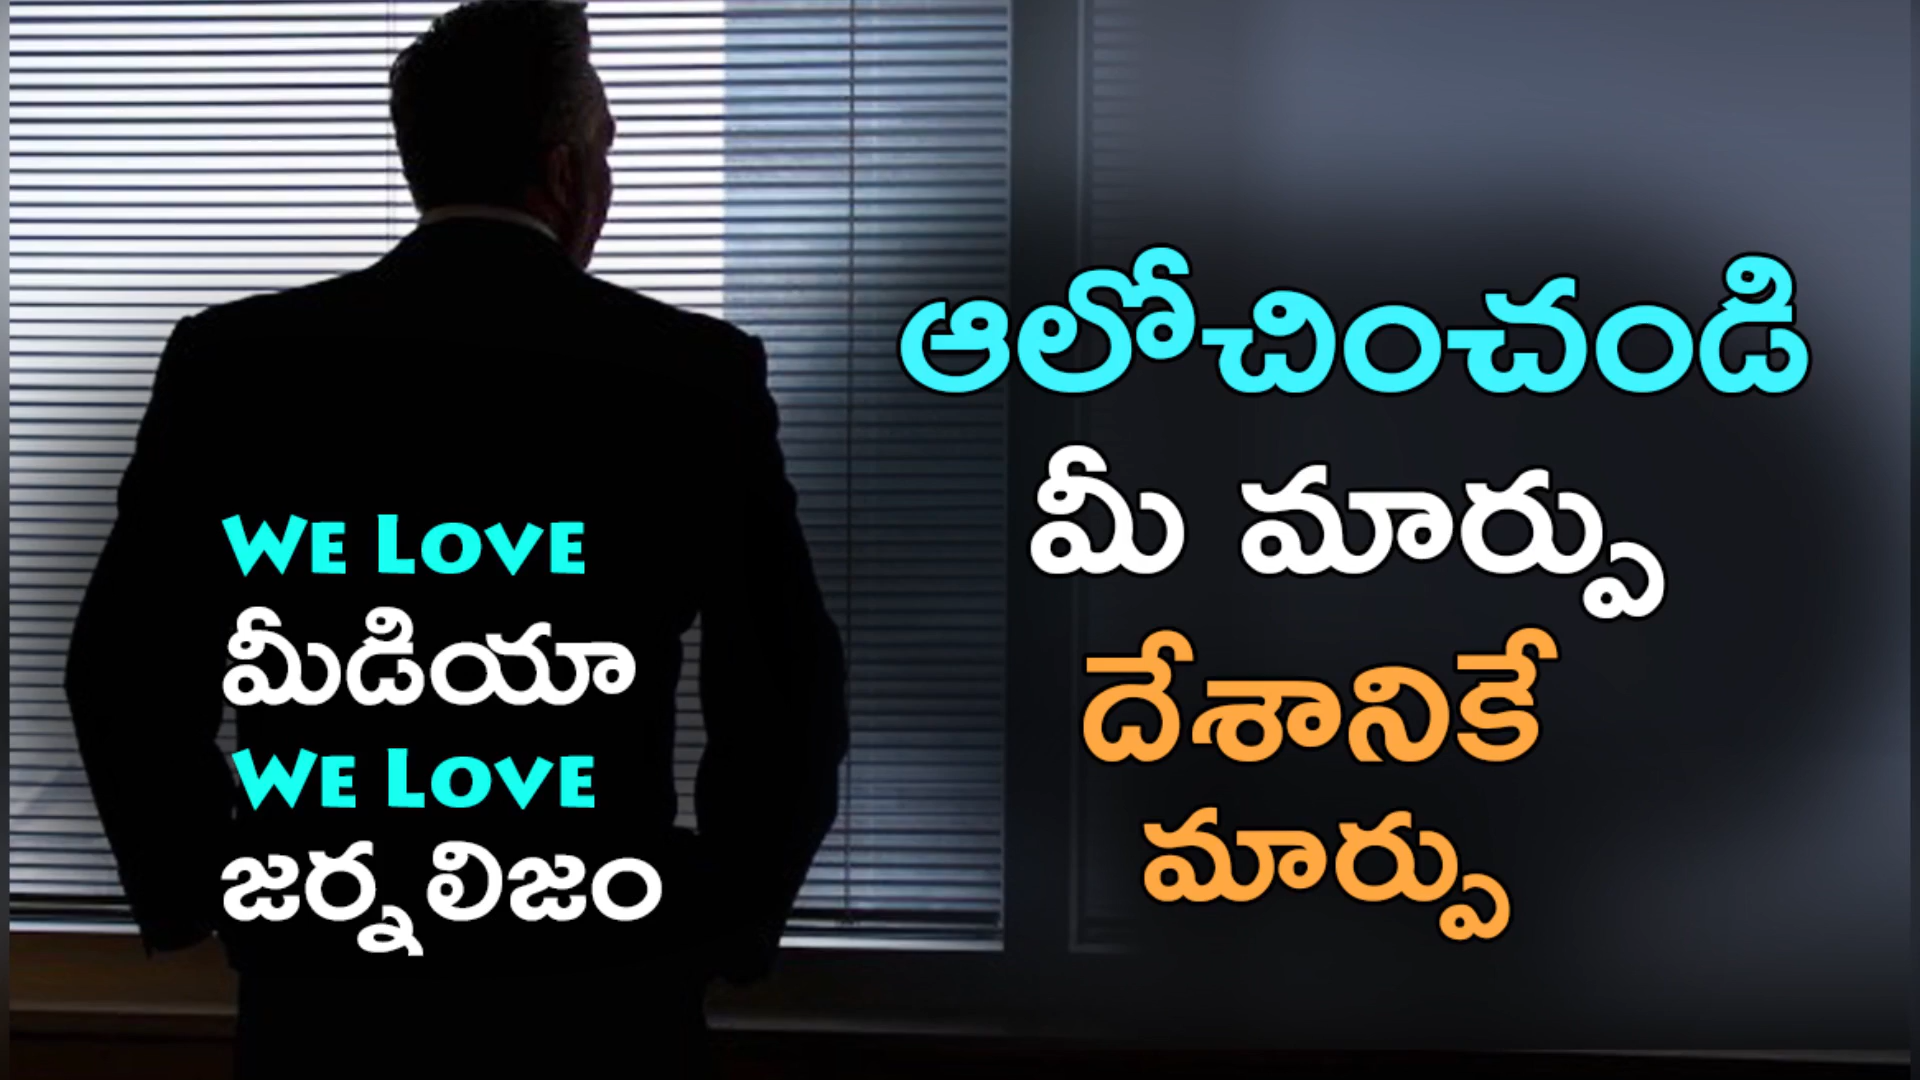 We Love
మీడియా
We Love
జర్నలిజం
ఆలోచించండి
మీ మార్పు
దేశానికే
మార్పు